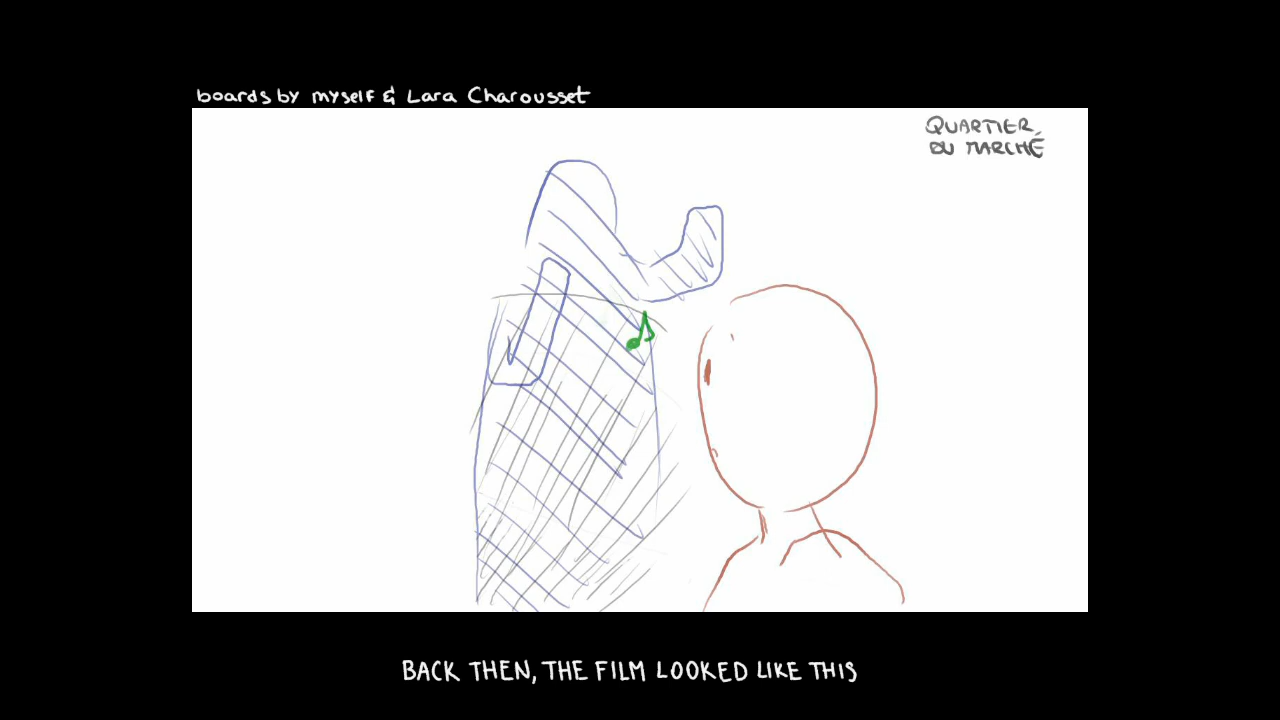 boards by myself & Lara Charousset
QUARTIER
DU MARCHÉ
BACK THEN, THE FILM LOOKED LIKE THIS